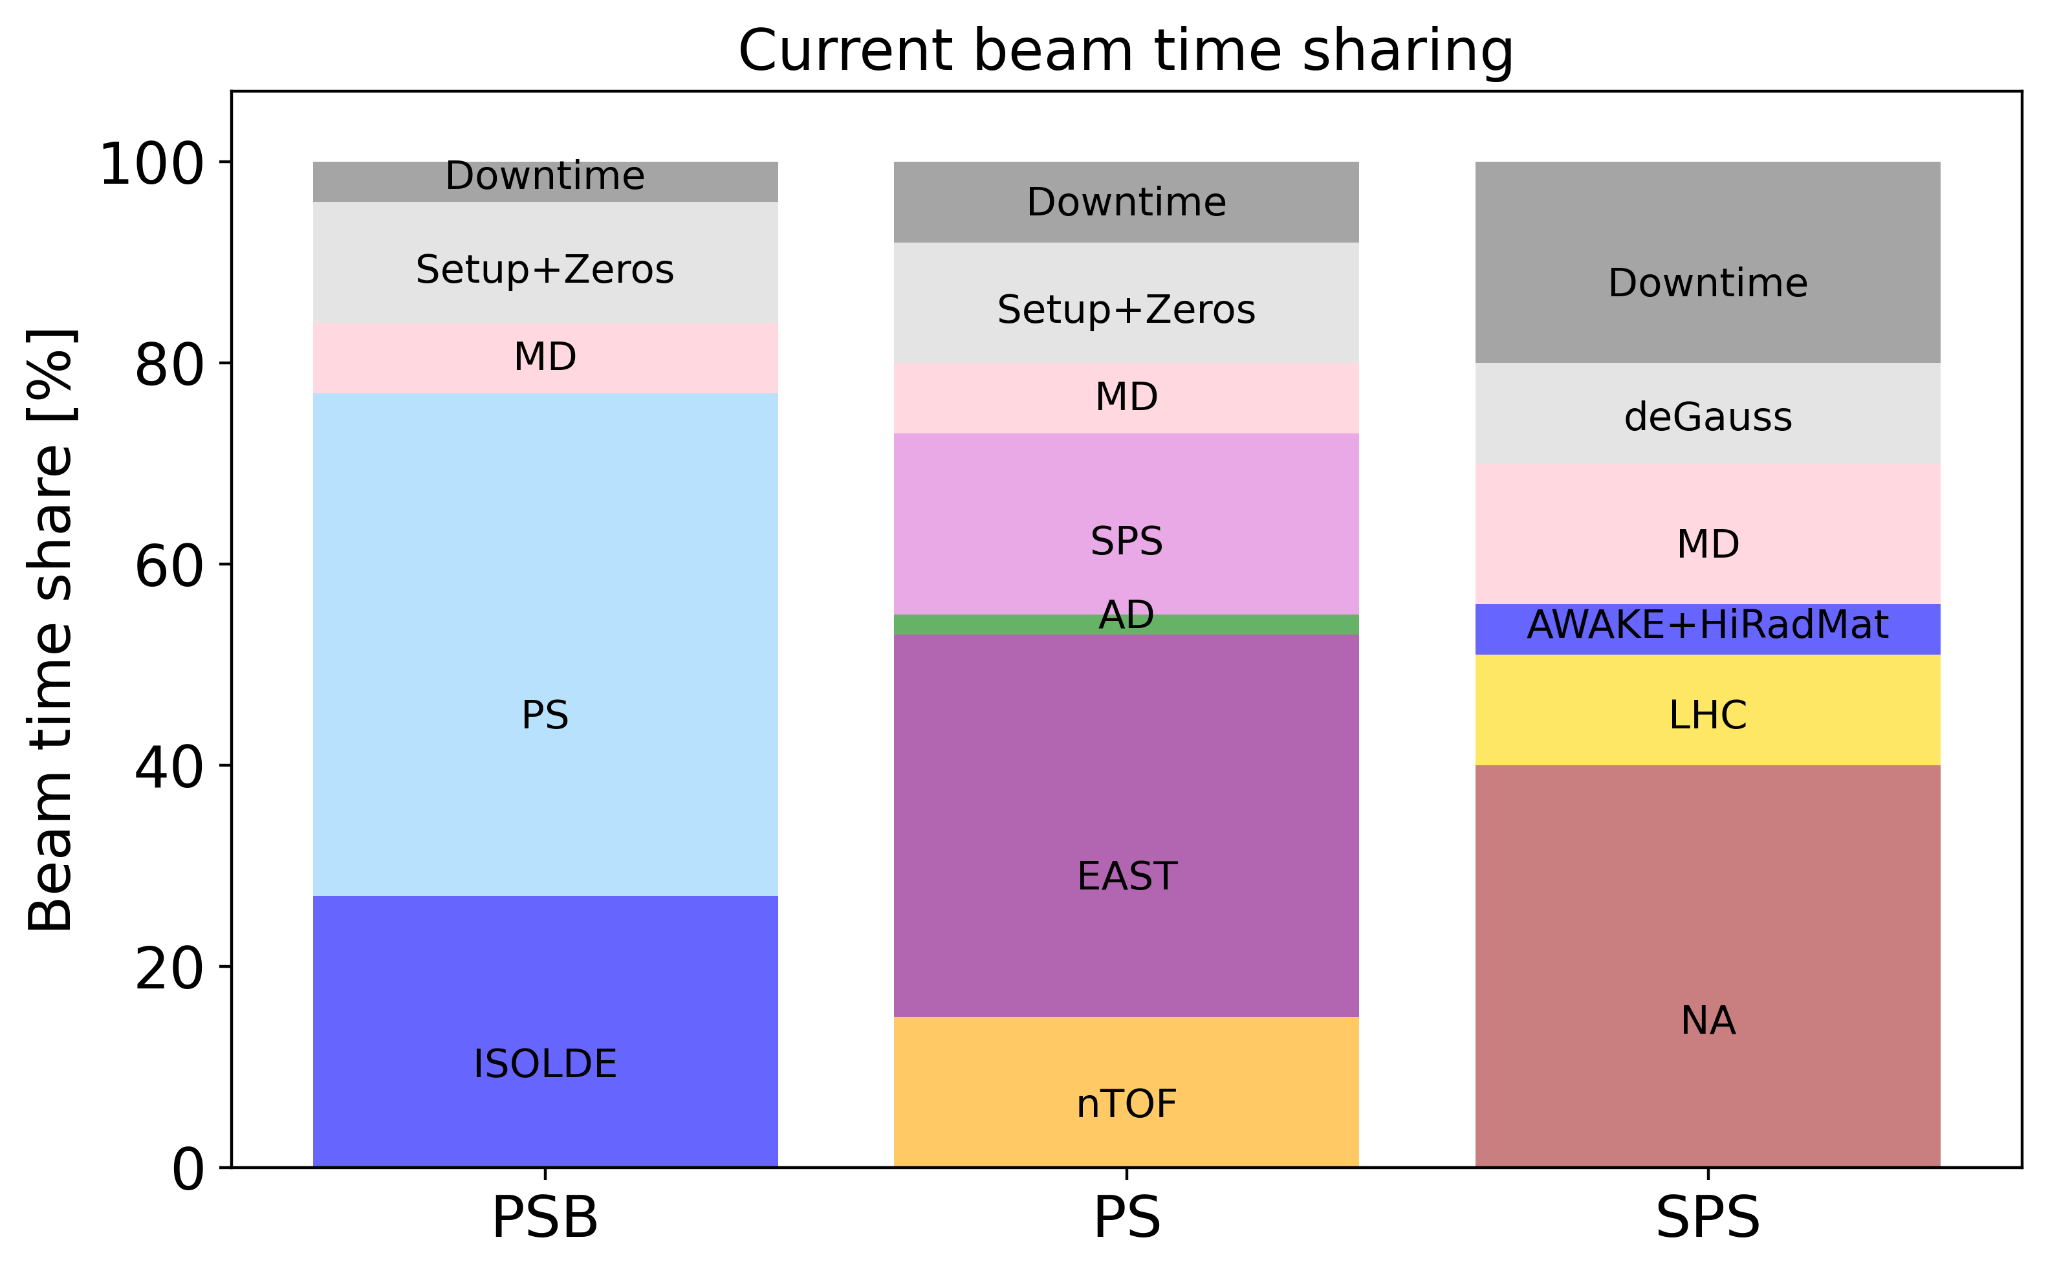 Current beam time sharing
Beam time share [%]
100
80
60
40
20
0
Downtime
Setup+Zeros
MD
PS
ISOLDE
Downtime
Setup+Zeros
MD
SPS
AD
EAST
nTOF
Downtime
deGauss
MD
AWAKE+HiRadMat
LHC
NA
PSB
PS
SPS